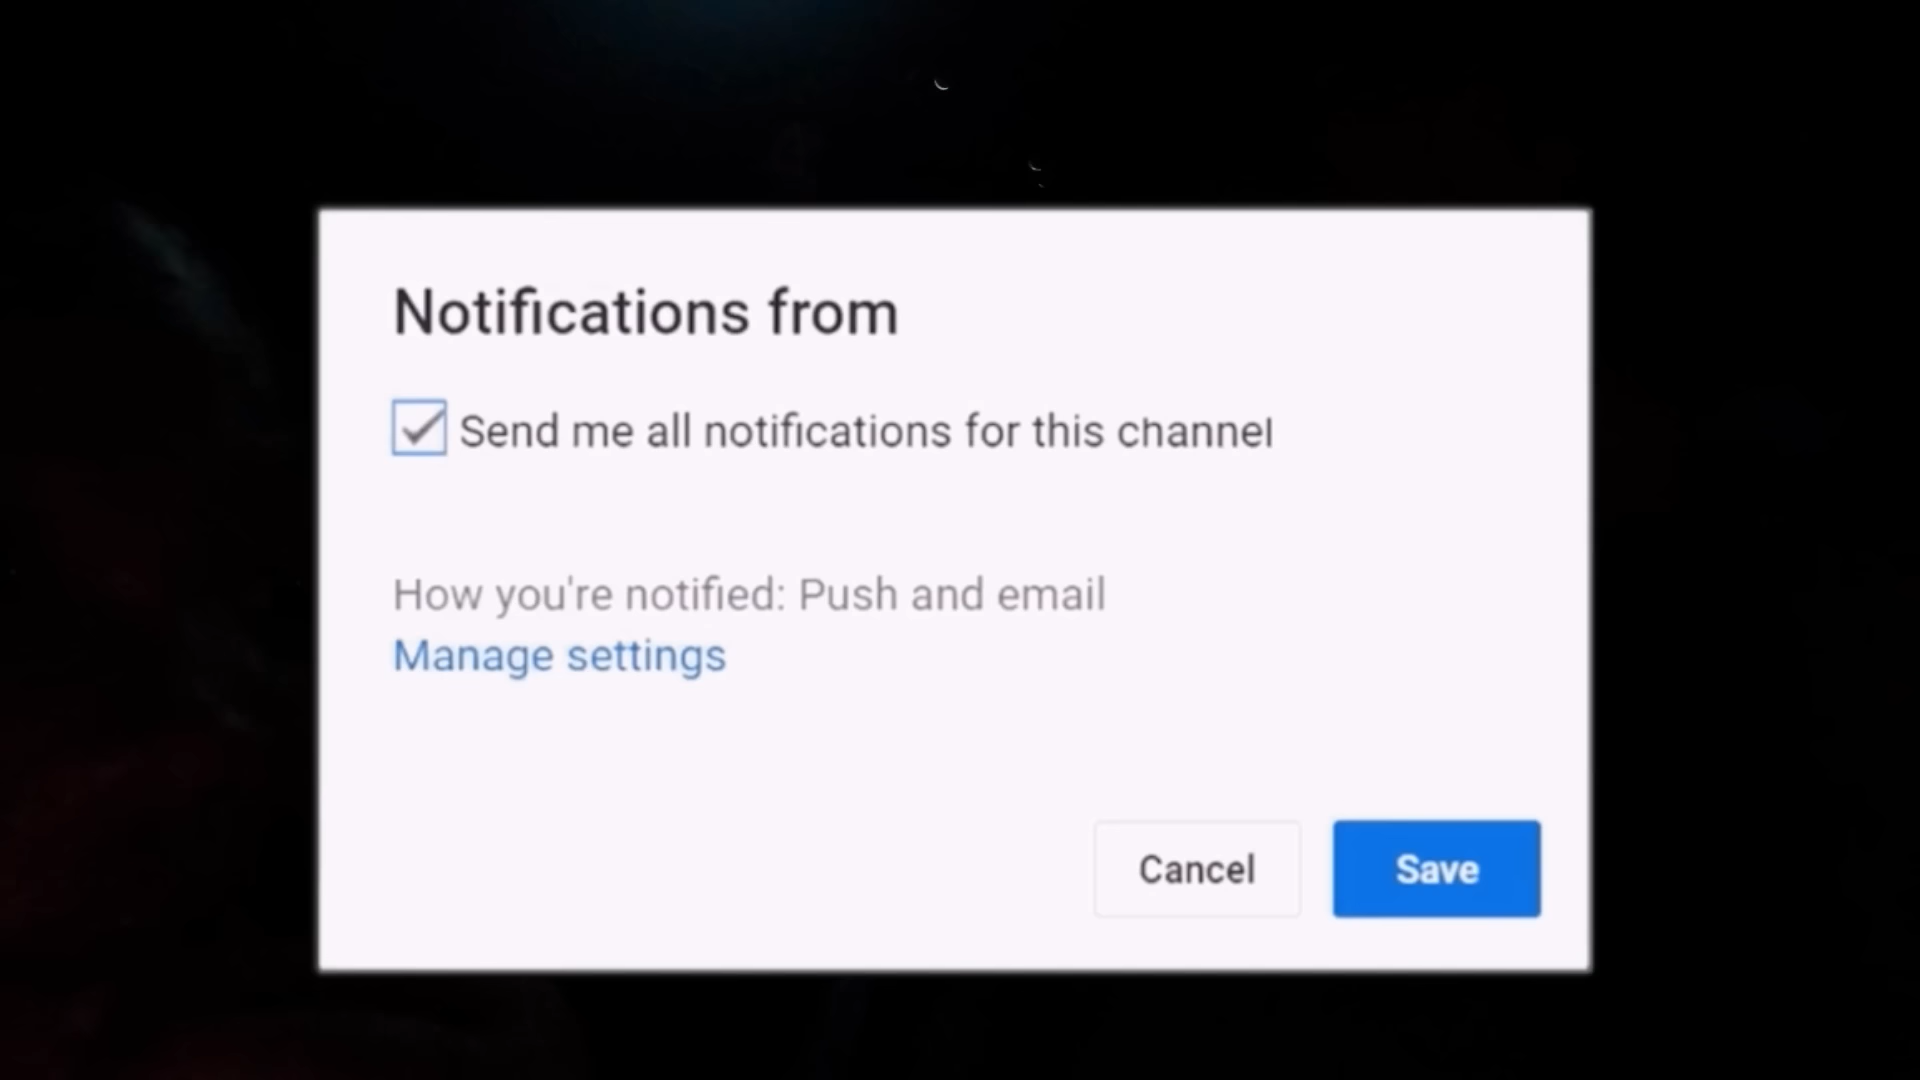 Notifications from
Send me all notifications for this channel
How you're notified: Push and email
Manage settings
Cancel
Save